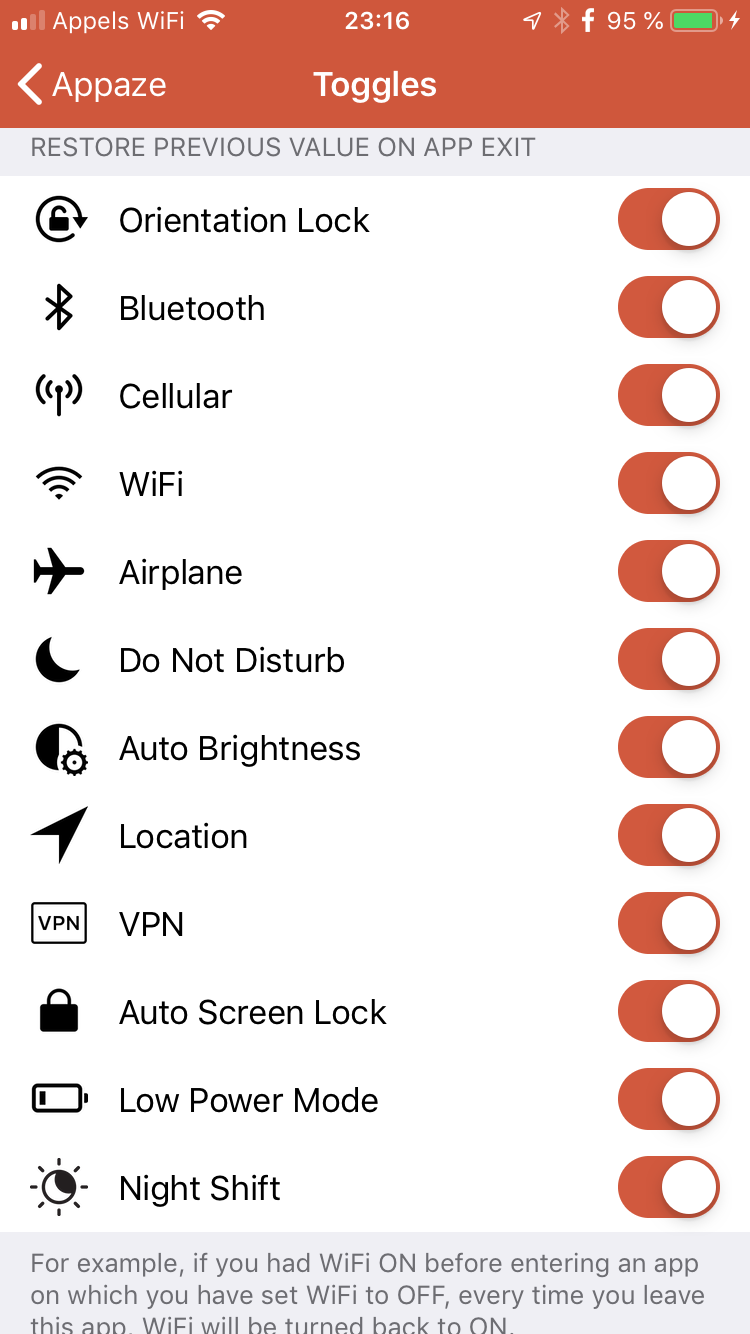 Appels WiFi 23:16 95 %
Appaze Toggles
RESTORE PREVIOUS VALUE ON APP EXIT
Orientation Lock
Bluetooth
Cellular
WiFi
Airplane
Do Not Disturb
Auto Brightness
Location
VPN VPN
Auto Screen Lock
Low Power Mode
Night Shift
For example, if you had WiFi ON before entering an app
on which you have set WiFi to OFF, every time you leave
this app, WiFi will be turned back to ON.